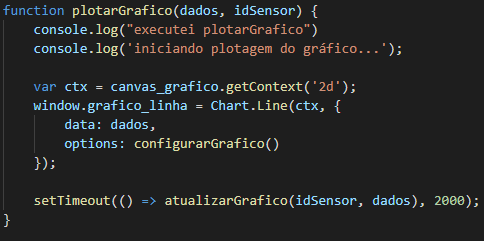 function plotarGrafico(dados, idSensor) {
    console.log("executei plotarGrafico")
    console.log('iniciando plotagem do gráfico...');

    var ctx = canvas_grafico.getContext('2d');
    window.grafico_linha = Chart.Line(ctx, {
        data: dados,
        options: configurarGrafico()
    });

    setTimeout(() => atualizarGrafico(idSensor, dados), 2000);
}